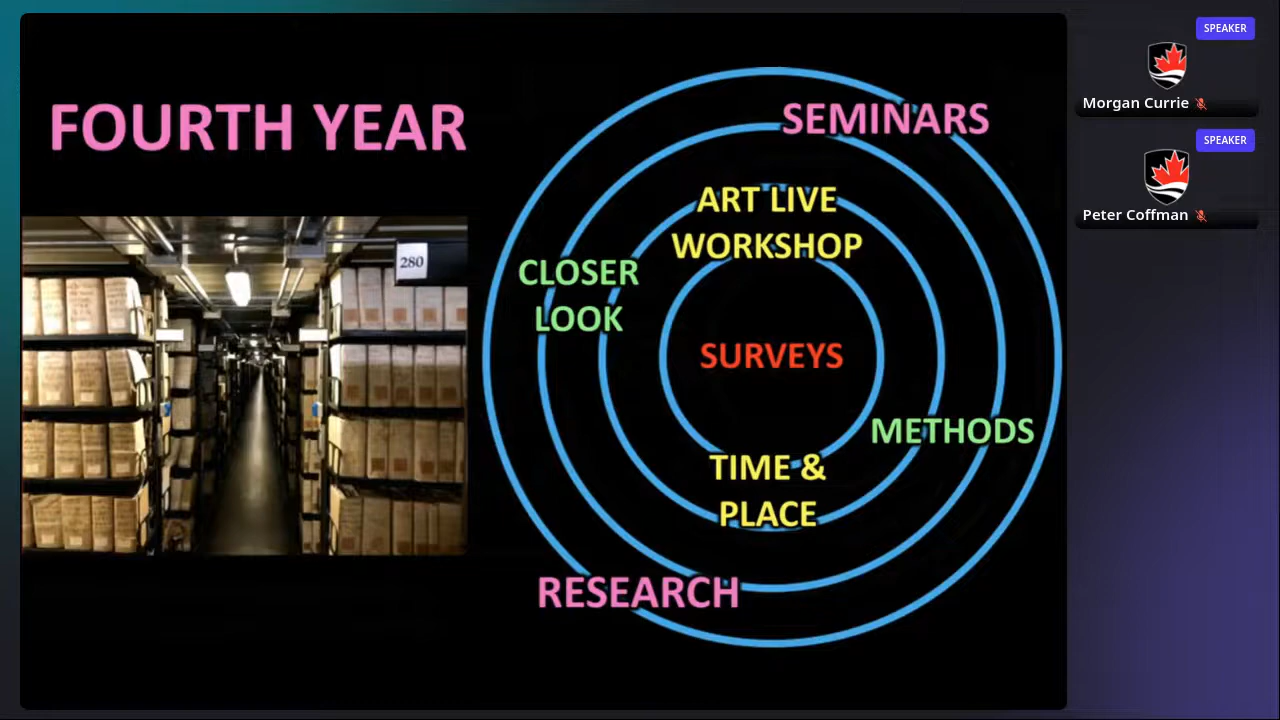 FOURTH YEAR
280
SEMINARS
ART LIVE
WORKSHOP
CLOSER
LOOK
SURVEYS
METHODS
TIME &
PLACE
RESEARCH
SPEAKER
Morgan Currie
SPEAKER
Peter Coffman